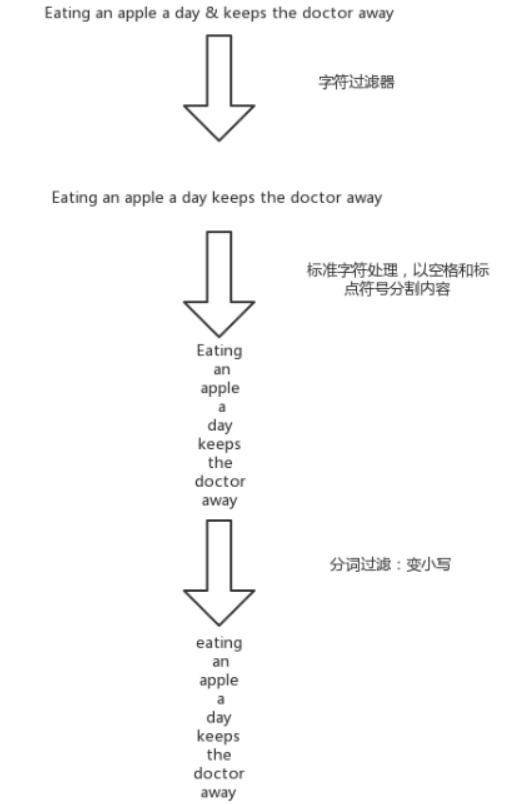 Eating an apple a day & keeps the doctor away
字符过滤器
Eating an apple a day keeps the doctor away
标准字符处理，以空格和标
点符号分割内容
Eating
an
apple
a
day
keeps
the
doctor
away
分词过滤：变小写
eating
an
apple
a
day
keeps
the
doctor
away